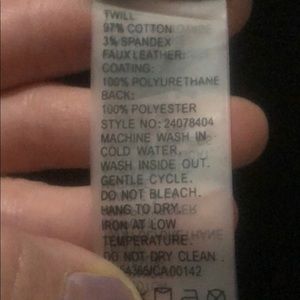 TWILL:
97% COTTON
3% SPANDEX
FAUX LEATHER:
COATING:
100% POLYURETHANE
BACK:
100% POLYESTER
STYLE NO: 24078404
MACHINE WASH IN
COLD WATER.
WASH INSIDE OUT.
GENTLE CYCLE.
DO NOT BLEACH.
HANG TO DRY.
IRON AT LOW
TEMPERATURE.
DO NOT DRY CLEAN.
CA00142